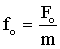 fₒ = Fₒ/m